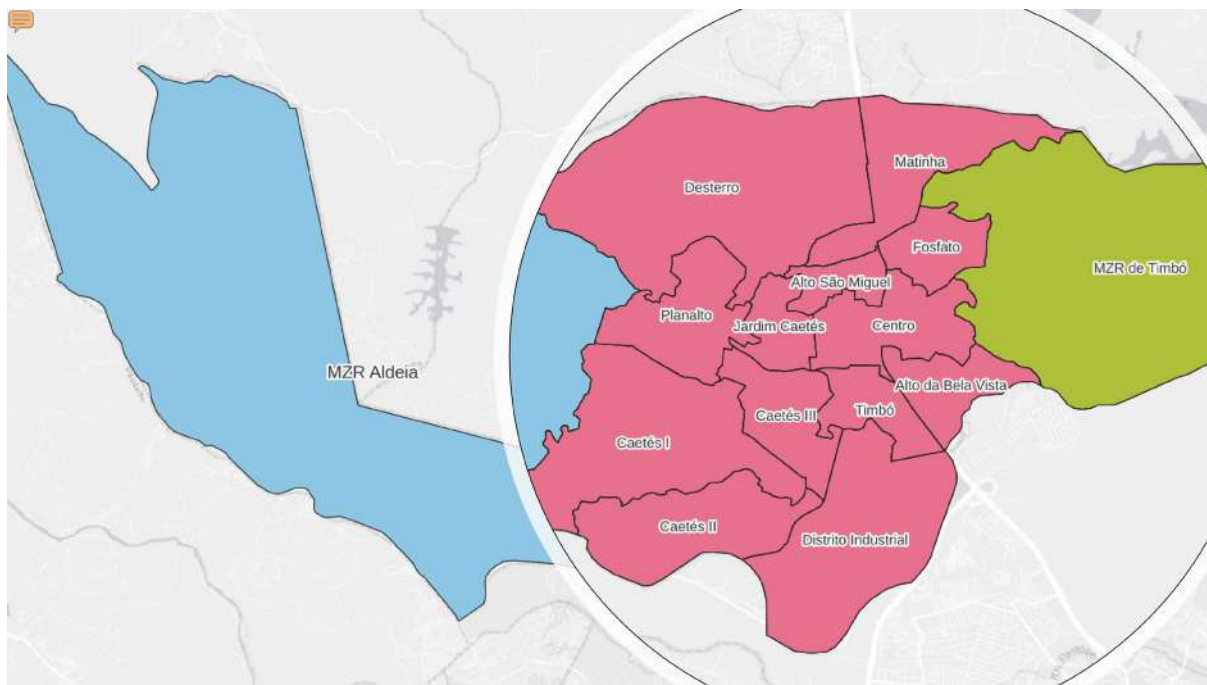 Matinha
Desterro
Fosfato
MZR de Timbó
Alto São Miguel
Planalto
Jardim Caetés
Centro
MZR Aldeia
Alto da Bela Vista
Caetés III
Timbó
Caetés I
Caetés II
Distrito Industrial